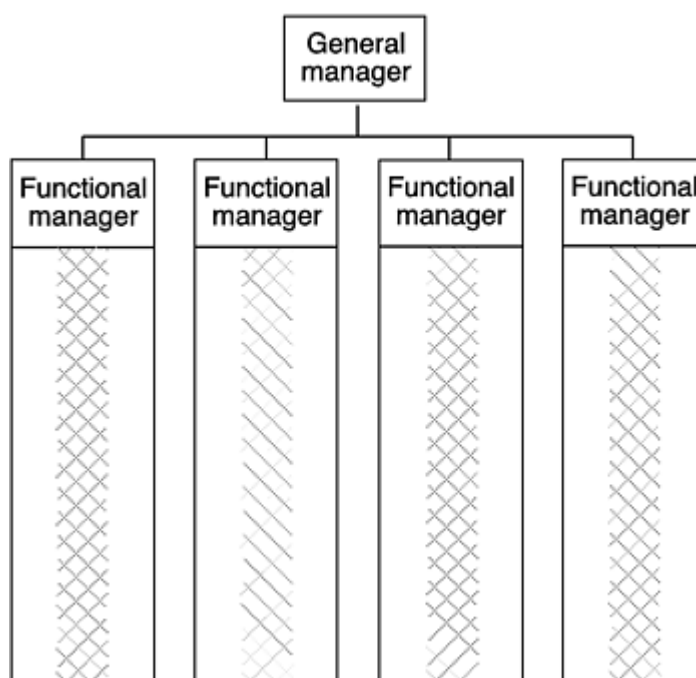 General
manager
Functional
manager
Functional
manager
Functional
manager
Functional
manager